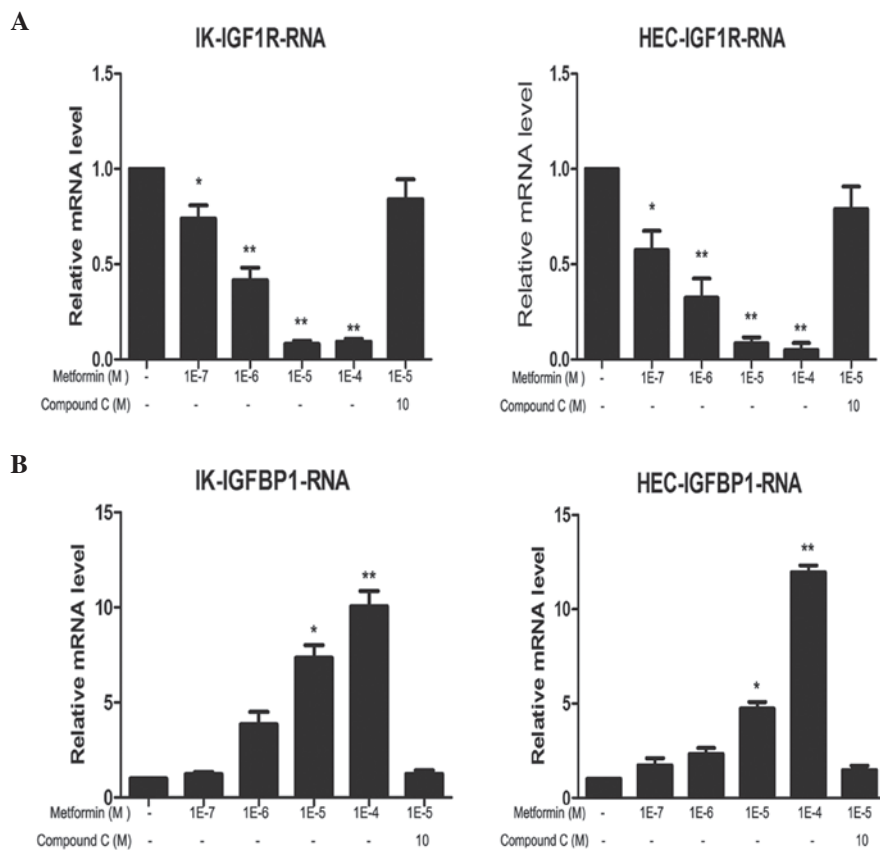 A
IK-IGF1R-RNA
Relative mRNA level
1.5
1.0
0.5
0.0
*
**
**
**
Metformin (M ) - 1E-7 1E-6 1E-5 1E-4 1E-5
Compound C (M) - - - - - 10
HEC-IGF1R-RNA
Relative mRNA level
1.5
1.0
0.5
0.0
*
**
**
**
Metformin (M ) - 1E-7 1E-6 1E-5 1E-4 1E-5
Compound C (M) - - - - - 10
B
IK-IGFBP1-RNA
Relative mRNA level
15
10
5
0
*
**
Metformin (M ) - 1E-7 1E-6 1E-5 1E-4 1E-5
Compound C (M) - - - - - 10
HEC-IGFBP1-RNA
Relative mRNA level
15
10
5
0
*
**
Metformin (M ) - 1E-7 1E-6 1E-5 1E-4 1E-5
Compound C (M) - - - - - 10